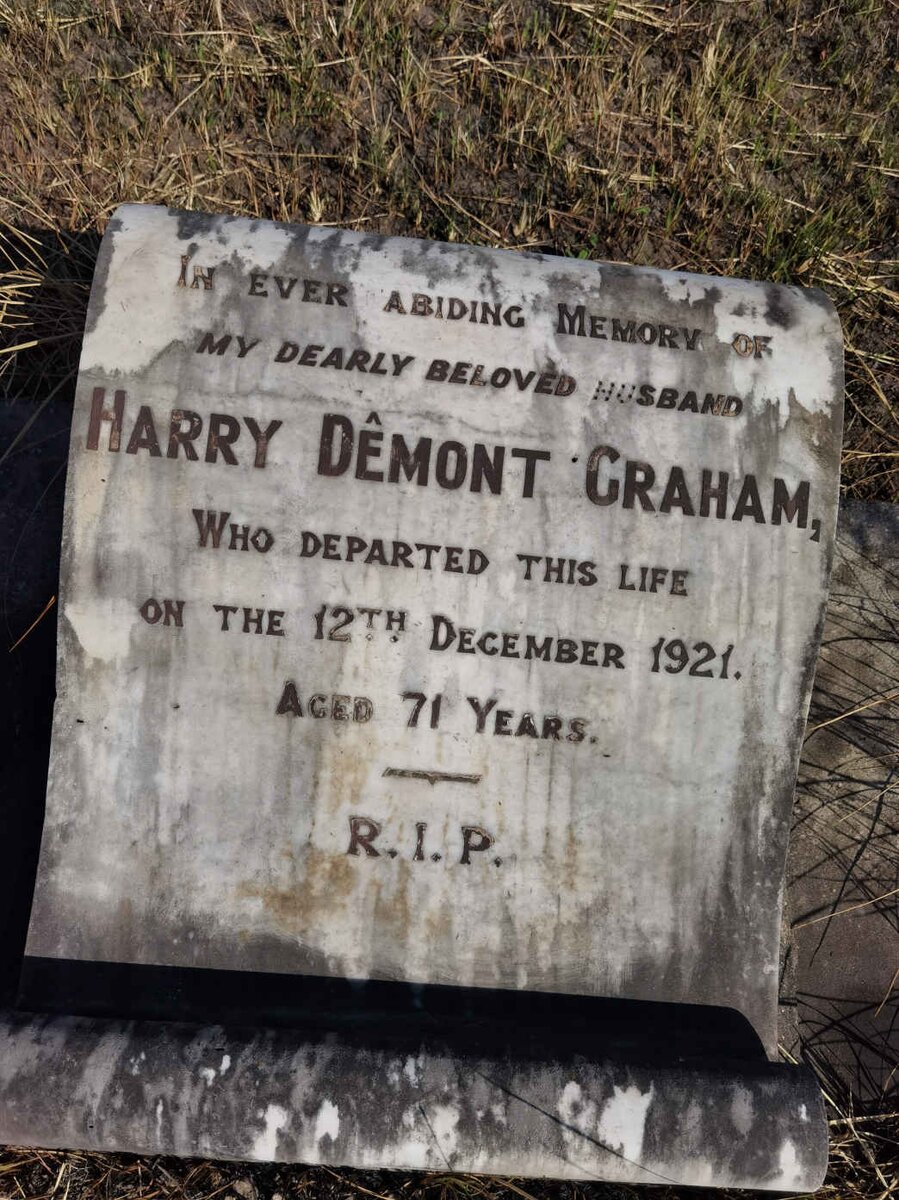 In ever abiding Memory of
my dearly beloved husband
Harry Dêmont Graham,
Who departed this life
on the 12th December 1921.
Aged 71 Years.
R.I.P.